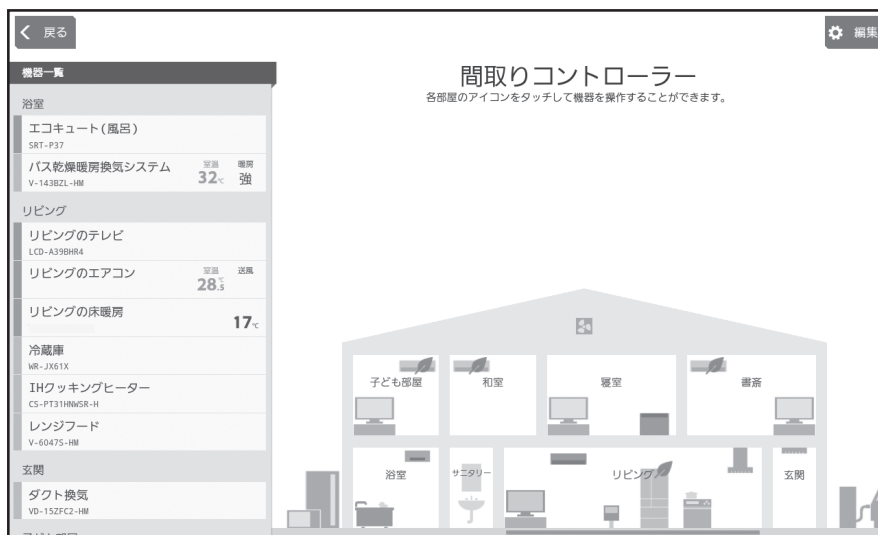 戻る
編集
機器一覧
間取りコントローラー
各部屋のアイコンをタッチして機器を操作することができます。
浴室
エコキュート(風呂)
SRT-P37
バス乾燥暖房換気システム
V-143BZL-HM
室温
32℃
暖房
強
リビング
リビングのテレビ
LCD-A39BHR4
リビングのエアコン
室温
28.5℃
送風
リビングの床暖房
17℃
冷蔵庫
WR-JX61X
IHクッキングヒーター
CS-PT31HNWSR-H
レンジフード
V-6047S-HM
玄関
ダクト換気
VD-15ZFC2-HM
子ども部屋
和室
寝室
書斎
浴室
サニタリー
リビング
玄関